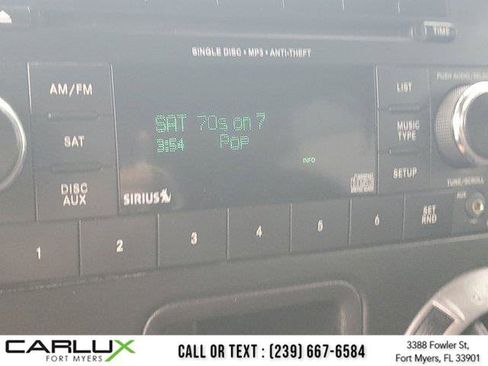 TIME
SINGLE DISC • MP3 • ANTI-THEFT
PUSH AUDIO/SELECT
AM/FM
LIST
SAT 70s on 7
MUSIC TYPE
SAT
3:54 Pop
INFO
SETUP
DISC AUX
SIRIUS
TUNE/SCROLL
AUX
SET RND
1 2 3 4 5 6
CARLUX
FORT MYERS
CALL OR TEXT : (239) 667-6584
3388 Fowler St,
Fort Myers, FL 33901